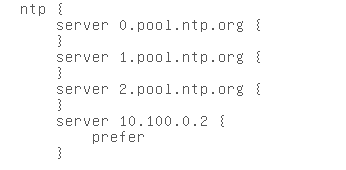 ntp {
    server 0.pool.ntp.org {
    }
    server 1.pool.ntp.org {
    }
    server 2.pool.ntp.org {
    }
    server 10.100.0.2 {
        prefer
    }